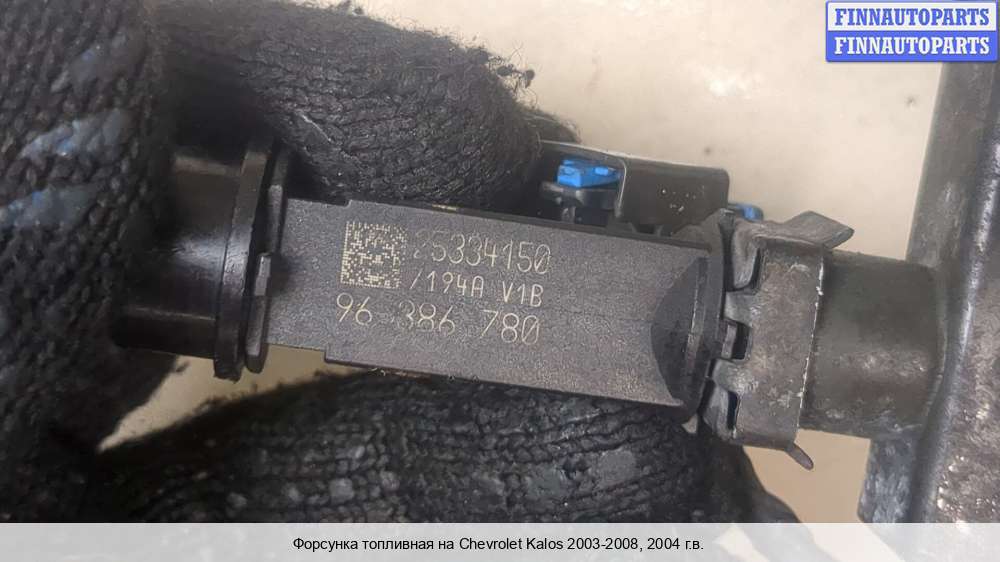 FINNAUTOPARTS
FINNAUTOPARTS
25334150
/194A V1B
96 386 780
Форсунка топливная на Chevrolet Kalos 2003-2008, 2004 г.в.